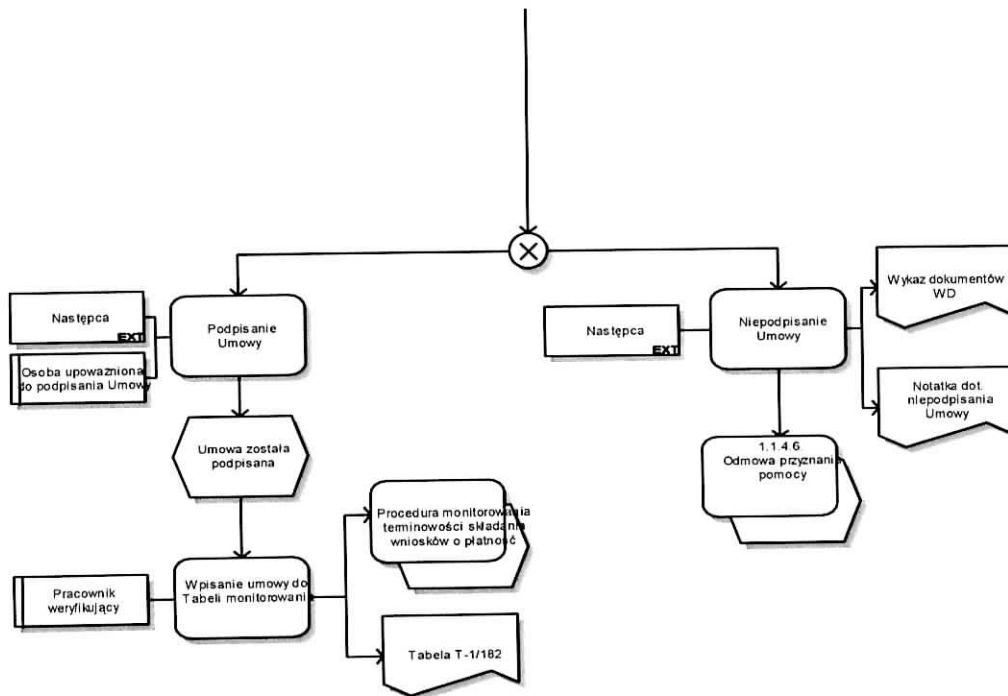 Następca
EXT
Osoba upoważniona
do podpisania Umowy
Podpisanie
Umowy
Następca
EXT
Niepodpisanie
Umowy
Wykaz dokumentów
WD
Notatka dot.
niepodpisania
Umowy
Umowa została
podpisana
1.1.4.6.
Odmowa przyznania
pomocy
Procedura monitorowania
terminowości składania
wniosków o płatność
Pracownik
weryfikujący
Wpisanie umowy do
Tabeli monitorowani
Tabela T-1/182